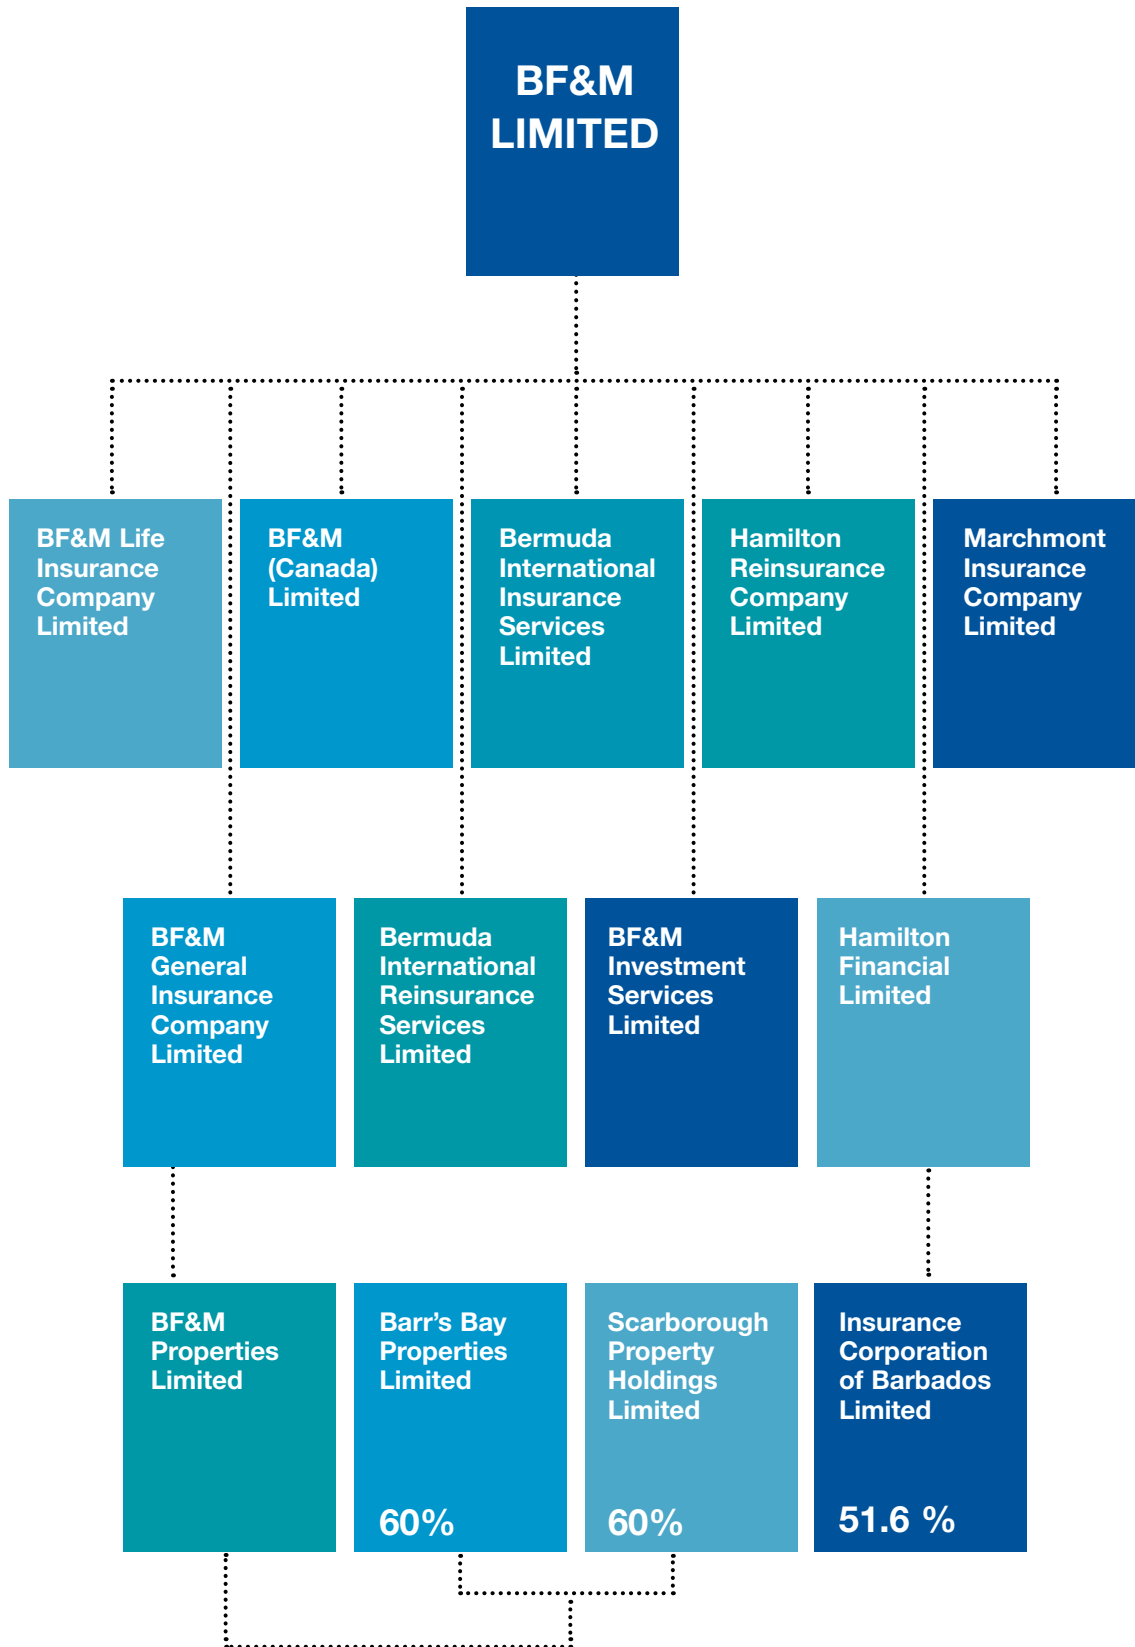 BF&M
LIMITED
BF&M Life
Insurance
Company
Limited
BF&M
(Canada)
Limited
Bermuda
International
Insurance
Services
Limited
Hamilton
Reinsurance
Company
Limited
Marchmont
Insurance
Company
Limited
BF&M
General
Insurance
Company
Limited
Bermuda
International
Reinsurance
Services
Limited
BF&M
Investment
Services
Limited
Hamilton
Financial
Limited
BF&M
Properties
Limited
Barr’s Bay
Properties
Limited
60%
Scarborough
Property
Holdings
Limited
60%
Insurance
Corporation
of Barbados
Limited
51.6 %